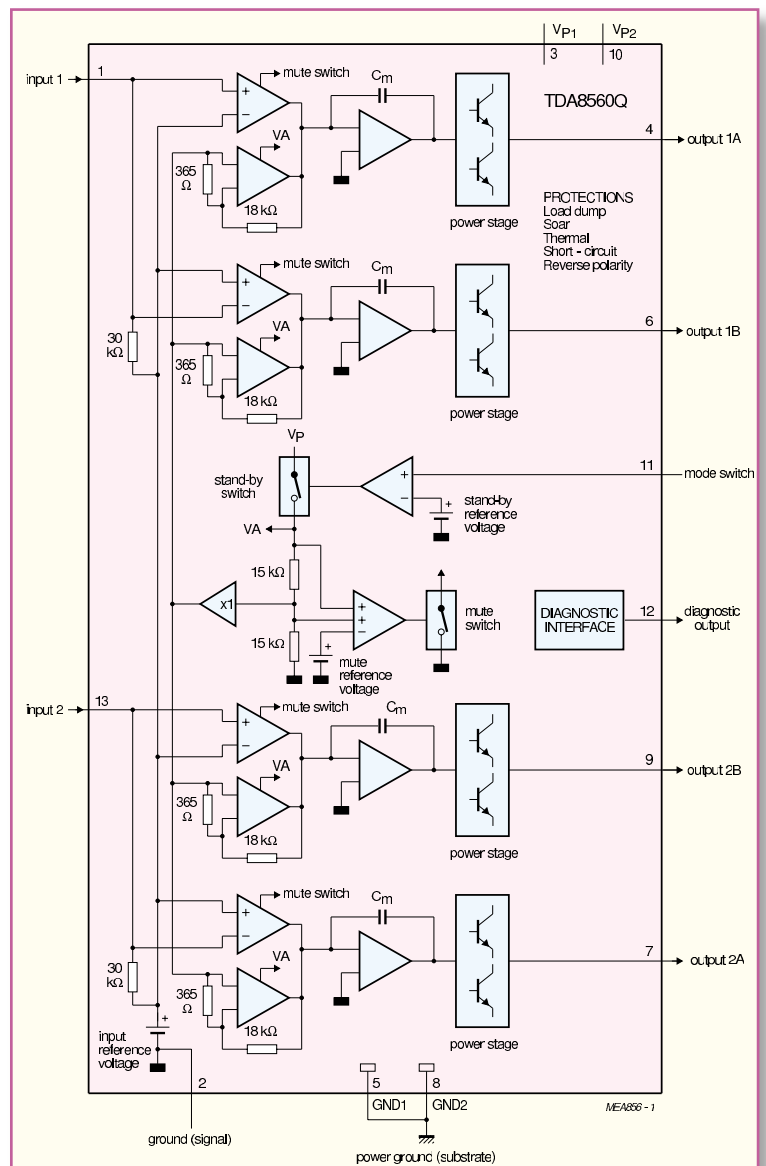 VP1 VP2
3 10
input 1 1
mute switch
Cm
TDA8560Q
+
−
VA
4 output 1A
365
Ω
18 kΩ
power stage
PROTECTIONS
Load dump
Soar
Thermal
Short - circuit
Reverse polarity
mute switch
Cm
+
−
VA
6 output 1B
30
kΩ
365
Ω
18 kΩ
power stage
VP
11 mode switch
stand-by
switch
+
−
+
stand-by
reference
voltage
VA
15 kΩ
x1
+
+
−
mute
switch
DIAGNOSTIC
INTERFACE
12 diagnostic
output
15 kΩ
+
mute
reference
voltage
input 2 13
mute switch
Cm
+
−
VA
9 output 2B
365
Ω
18 kΩ
power stage
mute switch
Cm
+
−
VA
7 output 2A
30
kΩ
365
Ω
18 kΩ
power stage
+
input
reference
voltage
2
5 8
GND1 GND2
MEA856 - 1
ground (signal)
power ground (substrate)